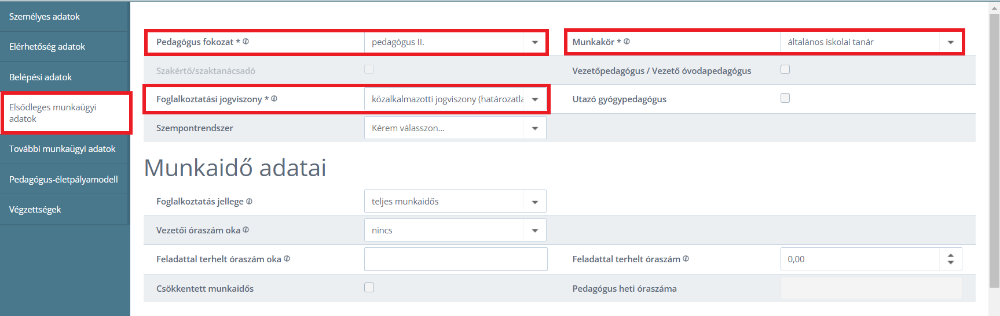 Személyes adatok
Elérhetőség adatok
Belépési adatok
Elsődleges munkaügyi
adatok
További munkaügyi adatok
Pedagógus-életpályamodell
Végzettségek
Pedagógus fokozat * pedagógus II. Munkakör * általános iskolai tanár
Szakértő/szaktanácsadó Vezetőpedagógus / Vezető óvodapedagógus
Foglalkoztatási jogviszony * közalkalmazotti jogviszony (határozatla Utazó gyógypedagógus
Szempontrendszer Kérem válasszon...
Munkaidő adatai
Foglalkoztatás jellege teljes munkaidős
Vezetői óraszám oka nincs
Feladattal terhelt óraszám oka Feladattal terhelt óraszám 0,00
Csökkentett munkaidős Pedagógus heti óraszáma